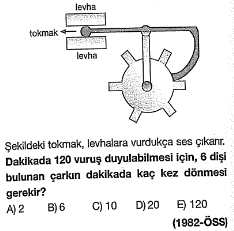 levha
tokmak
levha
Şekildeki tokmak, levhalara vurdukça ses çıkarır.
Dakikada 120 vuruş duyulabilmesi için, 6 dişi
bulunan çarkın dakikada kaç kez dönmesi
gerekir?
A) 2 B) 6 C) 10 D) 20 E) 120
(1982-ÖSS)